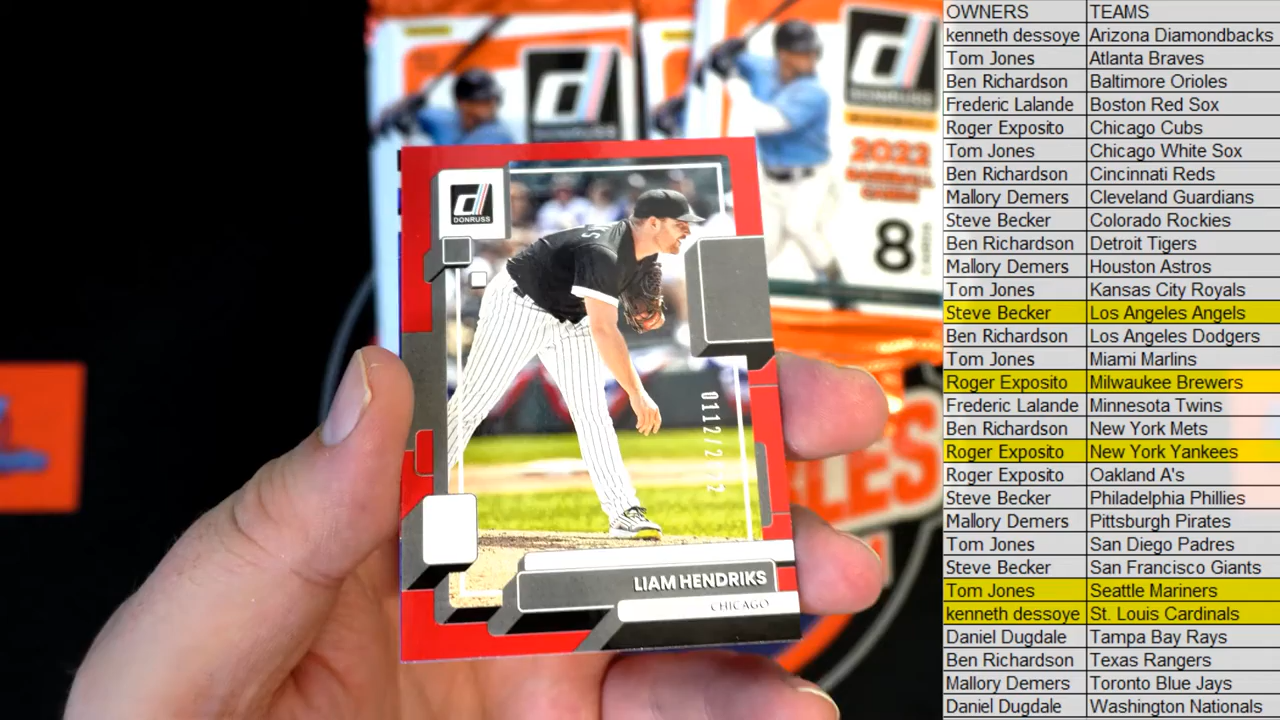 OWNERS TEAMS
kenneth dessoye Arizona Diamondbacks
Tom Jones Atlanta Braves
Ben Richardson Baltimore Orioles
Frederic Lalande Boston Red Sox
Roger Exposito Chicago Cubs
Tom Jones Chicago White Sox
Ben Richardson Cincinnati Reds
Mallory Demers Cleveland Guardians
Steve Becker Colorado Rockies
Ben Richardson Detroit Tigers
Mallory Demers Houston Astros
Tom Jones Kansas City Royals
Steve Becker Los Angeles Angels
Ben Richardson Los Angeles Dodgers
Tom Jones Miami Marlins
Roger Exposito Milwaukee Brewers
Frederic Lalande Minnesota Twins
Ben Richardson New York Mets
Roger Exposito New York Yankees
Roger Exposito Oakland A's
Steve Becker Philadelphia Phillies
Mallory Demers Pittsburgh Pirates
Tom Jones San Diego Padres
Steve Becker San Francisco Giants
Tom Jones Seattle Mariners
kenneth dessoye St. Louis Cardinals
Daniel Dugdale Tampa Bay Rays
Ben Richardson Texas Rangers
Mallory Demers Toronto Blue Jays
Daniel Dugdale Washington Nationals
d
DONRUSS
LIAM HENDRIKS
CHICAGO
d
DONRUSS
d
DONRUSS
2022
BASEBALL
8